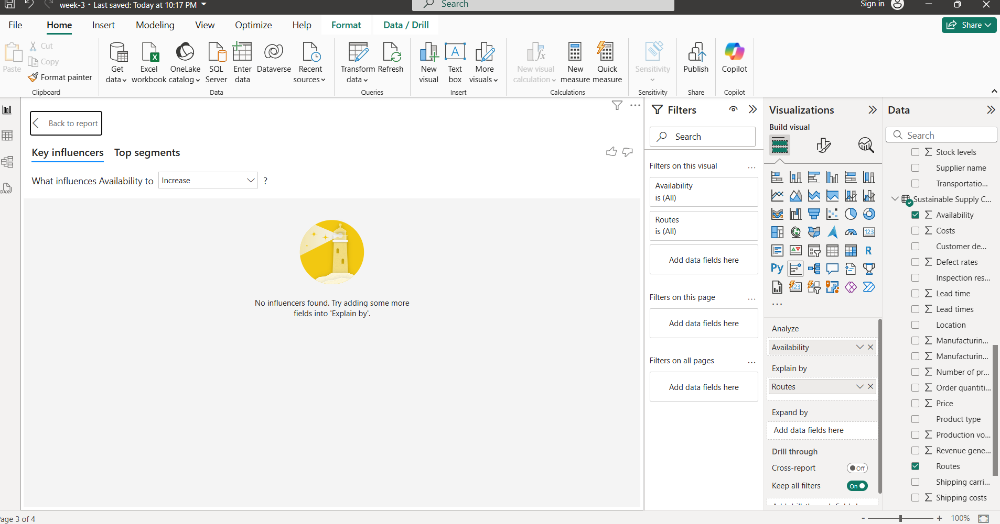 week-3 • Last saved: Today at 10:17 PM
Search
Sign in
File
Home
Insert
Modeling
View
Optimize
Help
Format
Data / Drill
Share
Paste
Cut
Copy
Format painter
Clipboard
Get data
Excel workbook
OneLake catalog
SQL Server
Enter data
Dataverse
Recent sources
Data
Transform data
Refresh
Queries
New visual
Text box
More visuals
Insert
New visual calculation
New measure
Quick measure
Calculations
Sensitivity
Sensitivity
Publish
Share
Copilot
Copilot
Back to report
Key influencers
Top segments
What influences Availability to
Increase
?
No influencers found. Try adding some more
fields into 'Explain by'.
Filters
Search
Filters on this visual
...
Availability
is (All)
Routes
is (All)
Add data fields here
Filters on this page
...
Add data fields here
Filters on all pages
...
Add data fields here
Visualizations
Build visual
123
R
Py
123
...
Analyze
Availability
Explain by
Routes
Expand by
Add data fields here
Drill through
Cross-report
Off
Keep all filters
On
Data
Search
Stock levels
Supplier name
Transportatio...
Sustainable Supply C...
Availability
Costs
Customer de...
Defect rates
Inspection res...
Lead time
Lead times
Location
Manufacturin...
Manufacturin...
Number of pr...
Order quantiti...
Price
Product type
Production vo...
Revenue gene...
Routes
Shipping carri...
Shipping costs
DAX
age 3 of 4
- + 100%